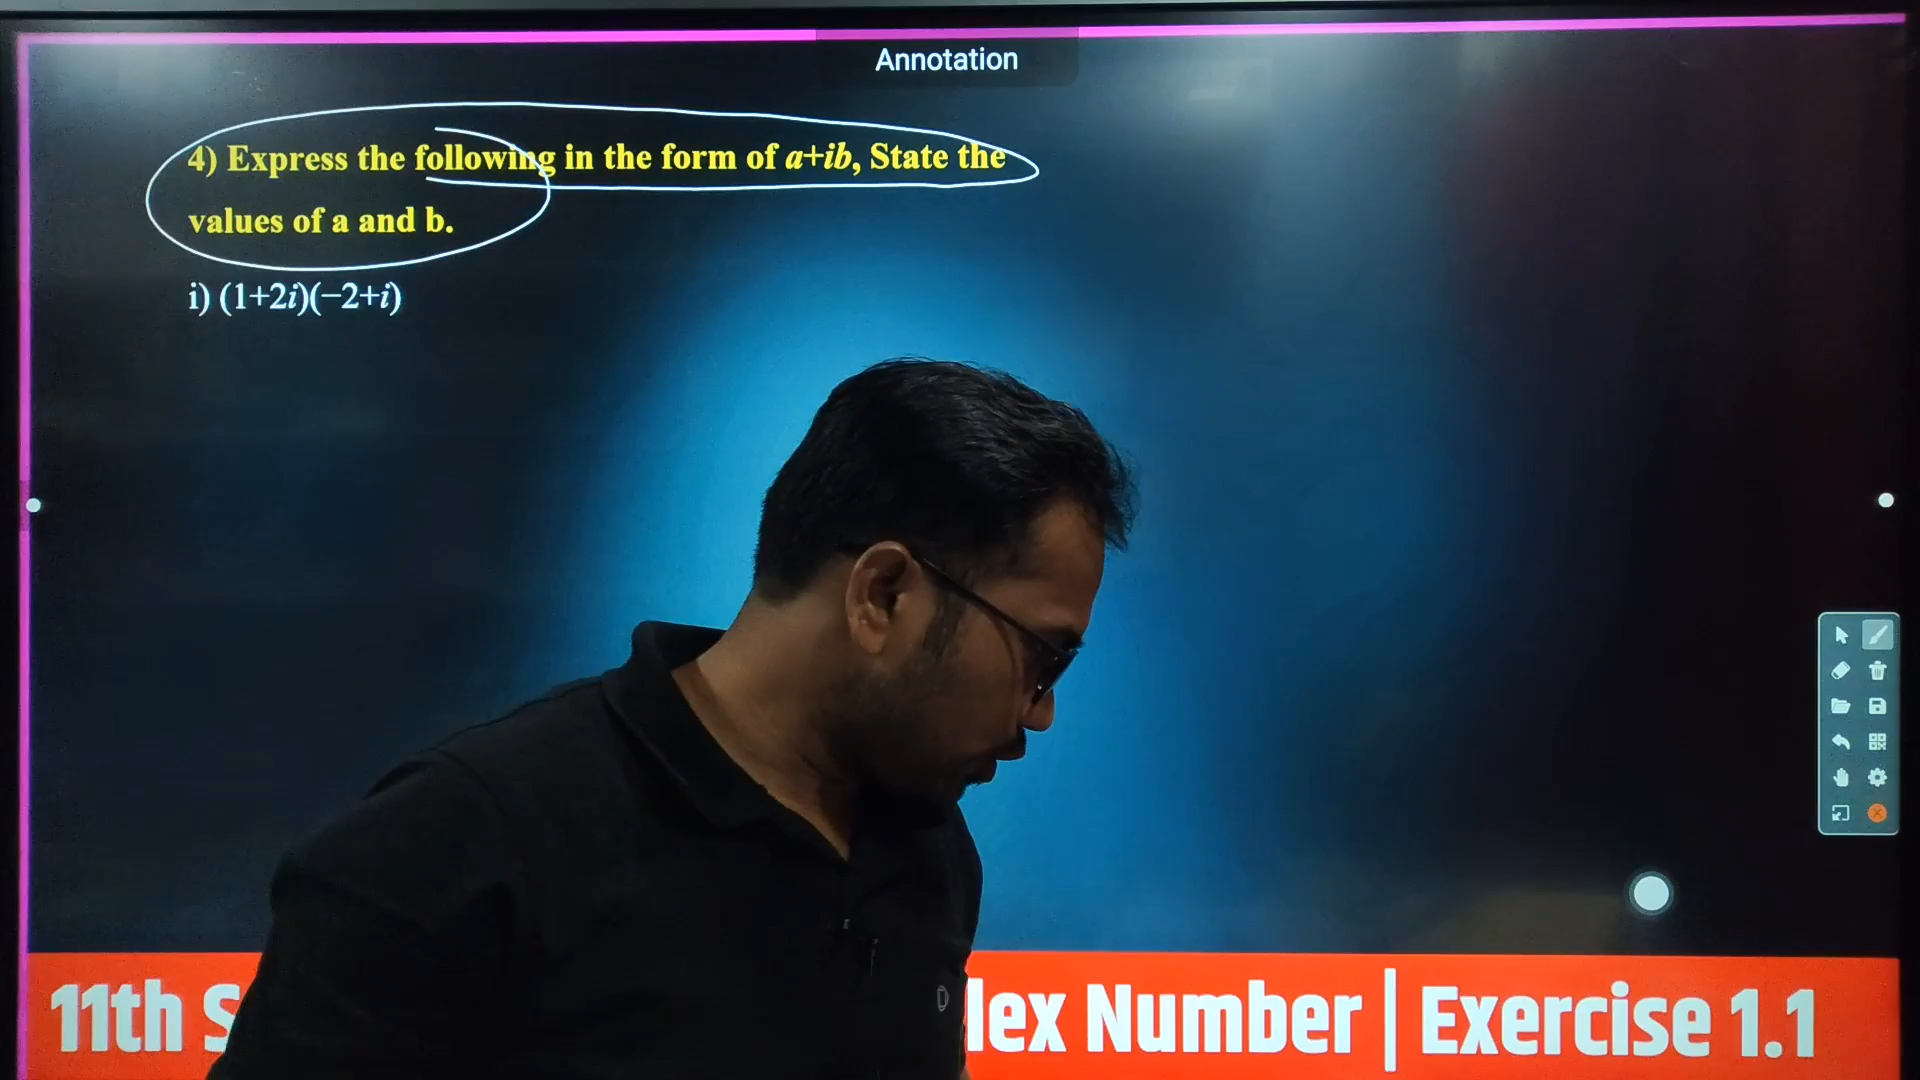 Annotation
4) Express the following in the form of a+ib, State the
values of a and b.
i) (1+2i)(−2+i)
11th S lex Number | Exercise 1.1